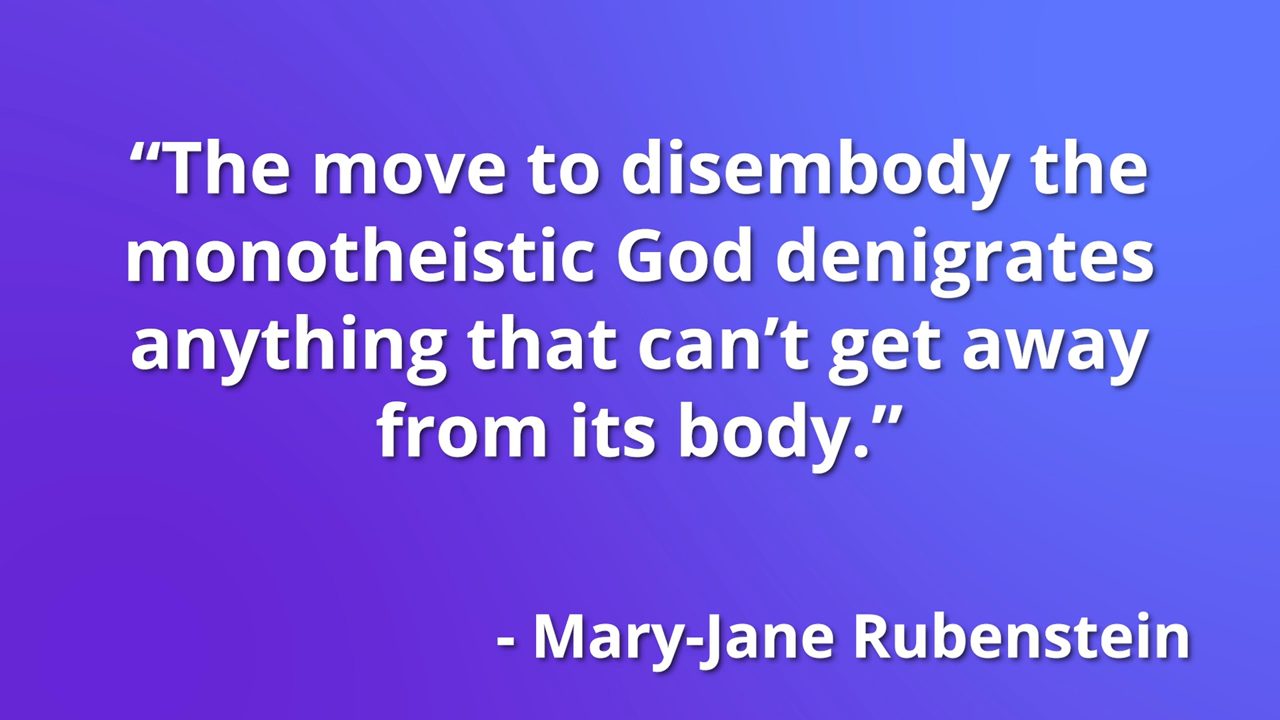 “The move to disembody the
monotheistic God denigrates
anything that can’t get away
from its body.”
- Mary-Jane Rubenstein